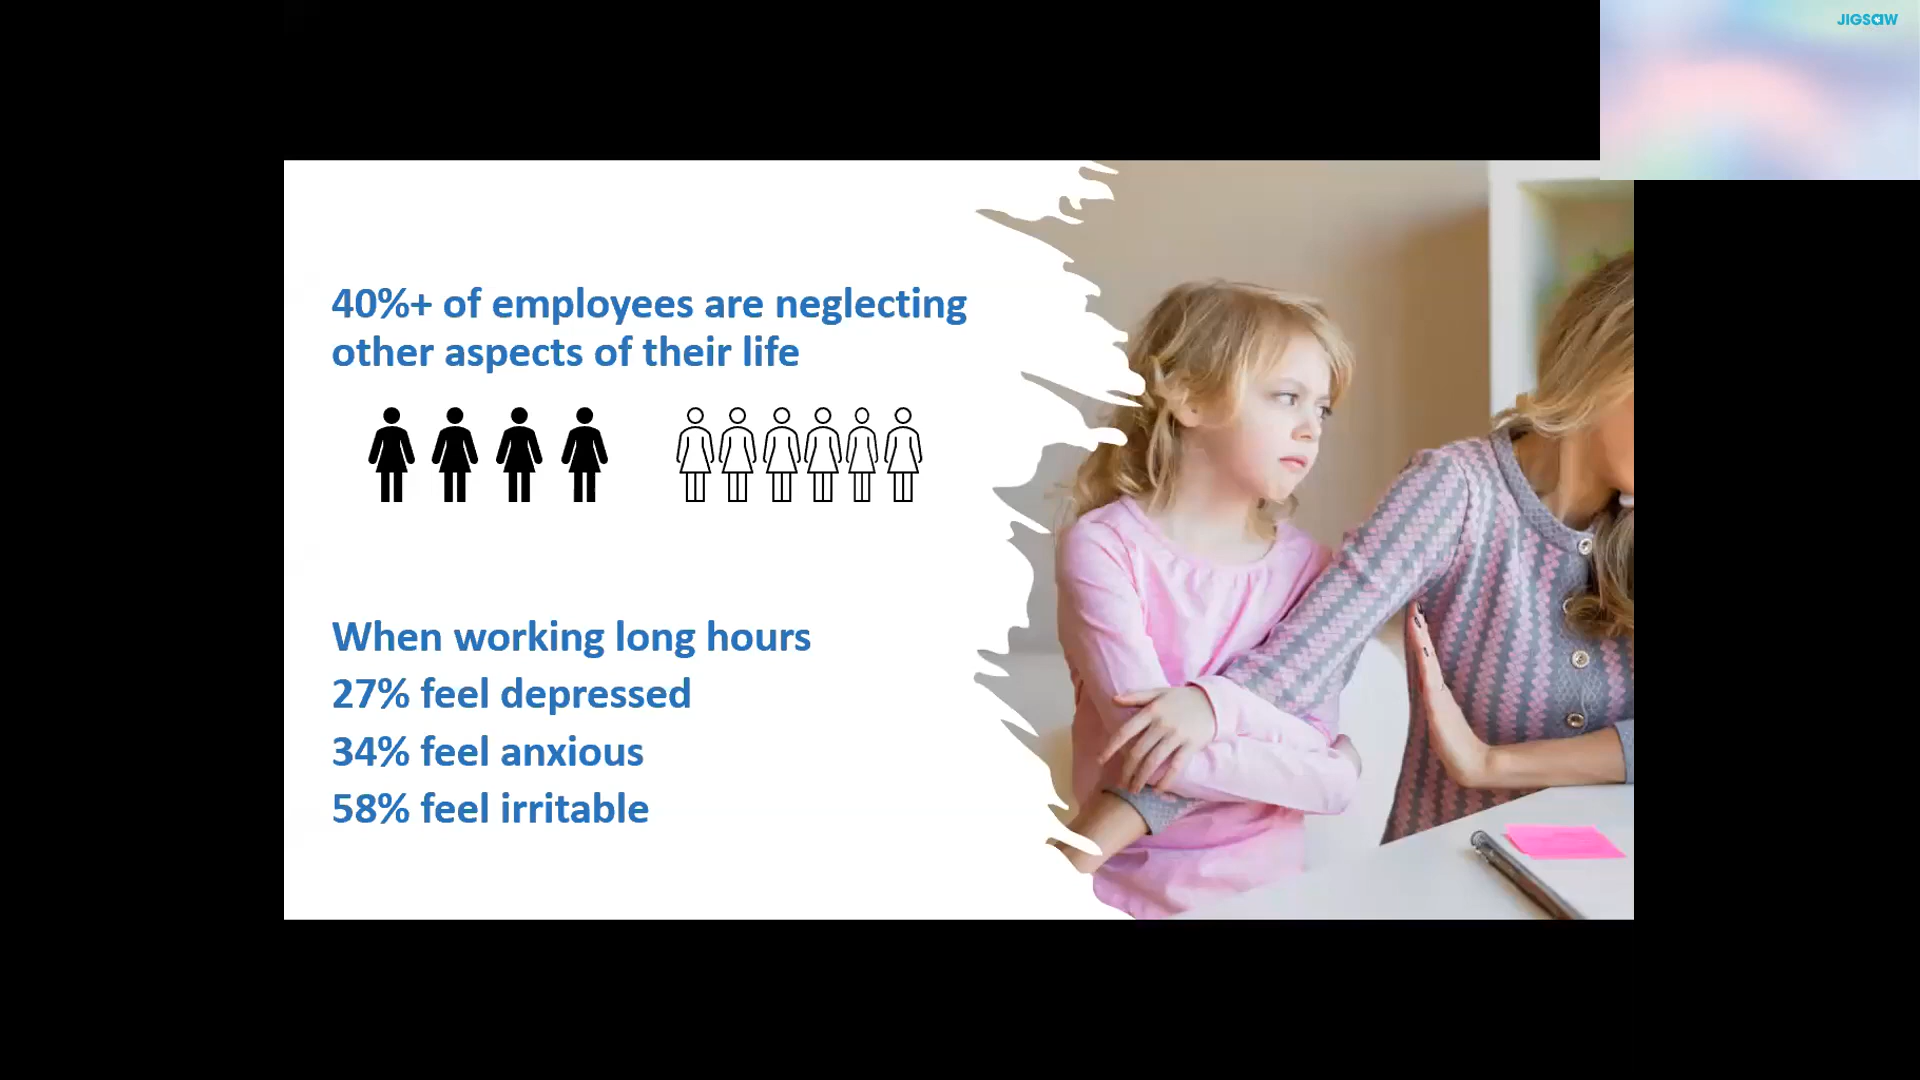 JIGSAW
40%+ of employees are neglecting
other aspects of their life
When working long hours
27% feel depressed
34% feel anxious
58% feel irritable